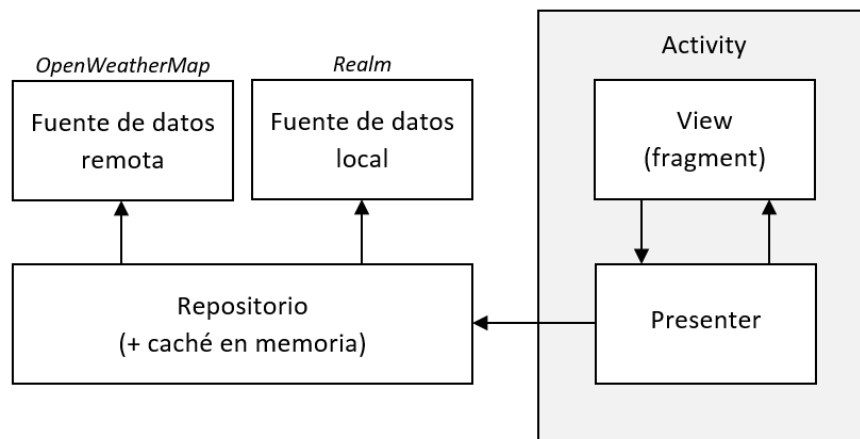 OpenWeatherMap
Fuente de datos
remota
Realm
Fuente de datos
local
Activity
View
(fragment)
Repositorio
(+ caché en memoria)
Presenter